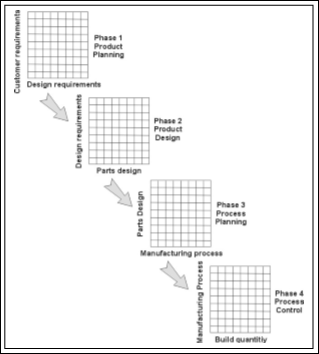 Customer requirements
Phase 1
Product
Planning
Design requirements
Design requirements
Phase 2
Product
Design
Parts design
Parts Design
Phase 3
Process
Planning
Manufacturing process
Manufacturing Process
Phase 4
Process
Control
Build quantitiy